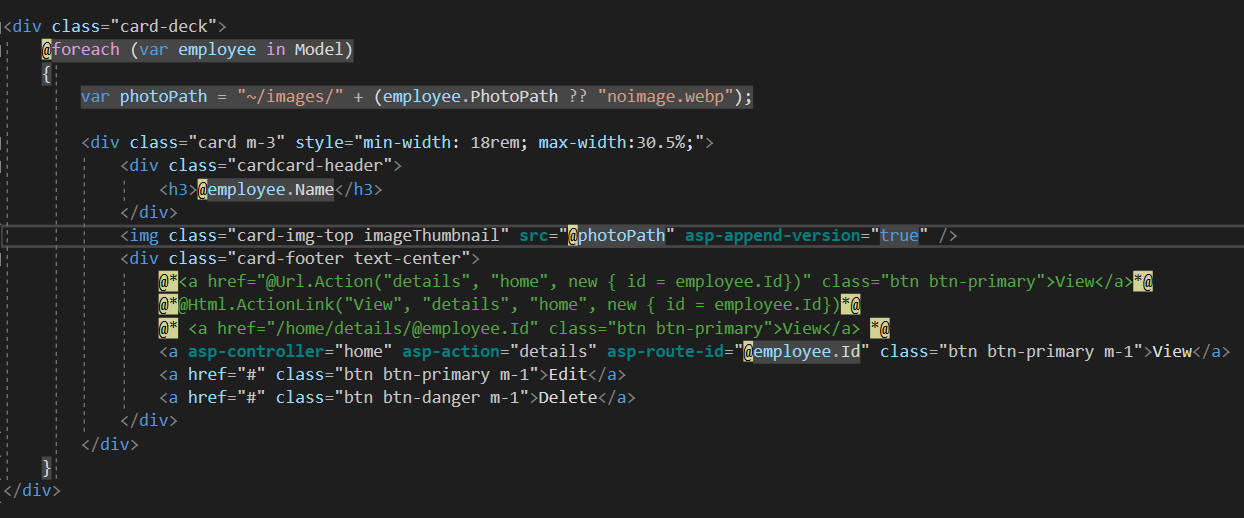 <div class="card-deck">
@foreach (var employee in Model)
{
var photoPath = "~/images/" + (employee.PhotoPath ?? "noimage.webp");
<div class="card m-3" style="min-width: 18rem; max-width:30.5%;">
<div class="cardcard-header">
<h3>@employee.Name</h3>
</div>
<img class="card-img-top imageThumbnail" src="@photoPath" asp-append-version="true" />
<div class="card-footer text-center">
@*<a href="@Url.Action("details", "home", new { id = employee.Id})" class="btn btn-primary">View</a>*@
@*@Html.ActionLink("View", "details", "home", new { id = employee.Id})*@
@* <a href="/home/details/@employee.Id" class="btn btn-primary">View</a> *@
<a asp-controller="home" asp-action="details" asp-route-id="@employee.Id" class="btn btn-primary m-1">View</a>
<a href="#" class="btn btn-primary m-1">Edit</a>
<a href="#" class="btn btn-danger m-1">Delete</a>
</div>
</div>
}
</div>